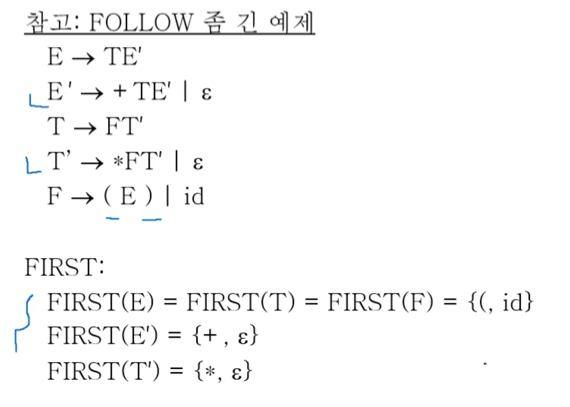 참고: FOLLOW 좀 긴 예제
E → TE'
E' → + TE' | ε
T → FT'
T’ → *FT' | ε
F → ( E ) | id
FIRST:
FIRST(E) = FIRST(T) = FIRST(F) = {(, id}
FIRST(E') = {+ , ε}
FIRST(T') = {*, ε}